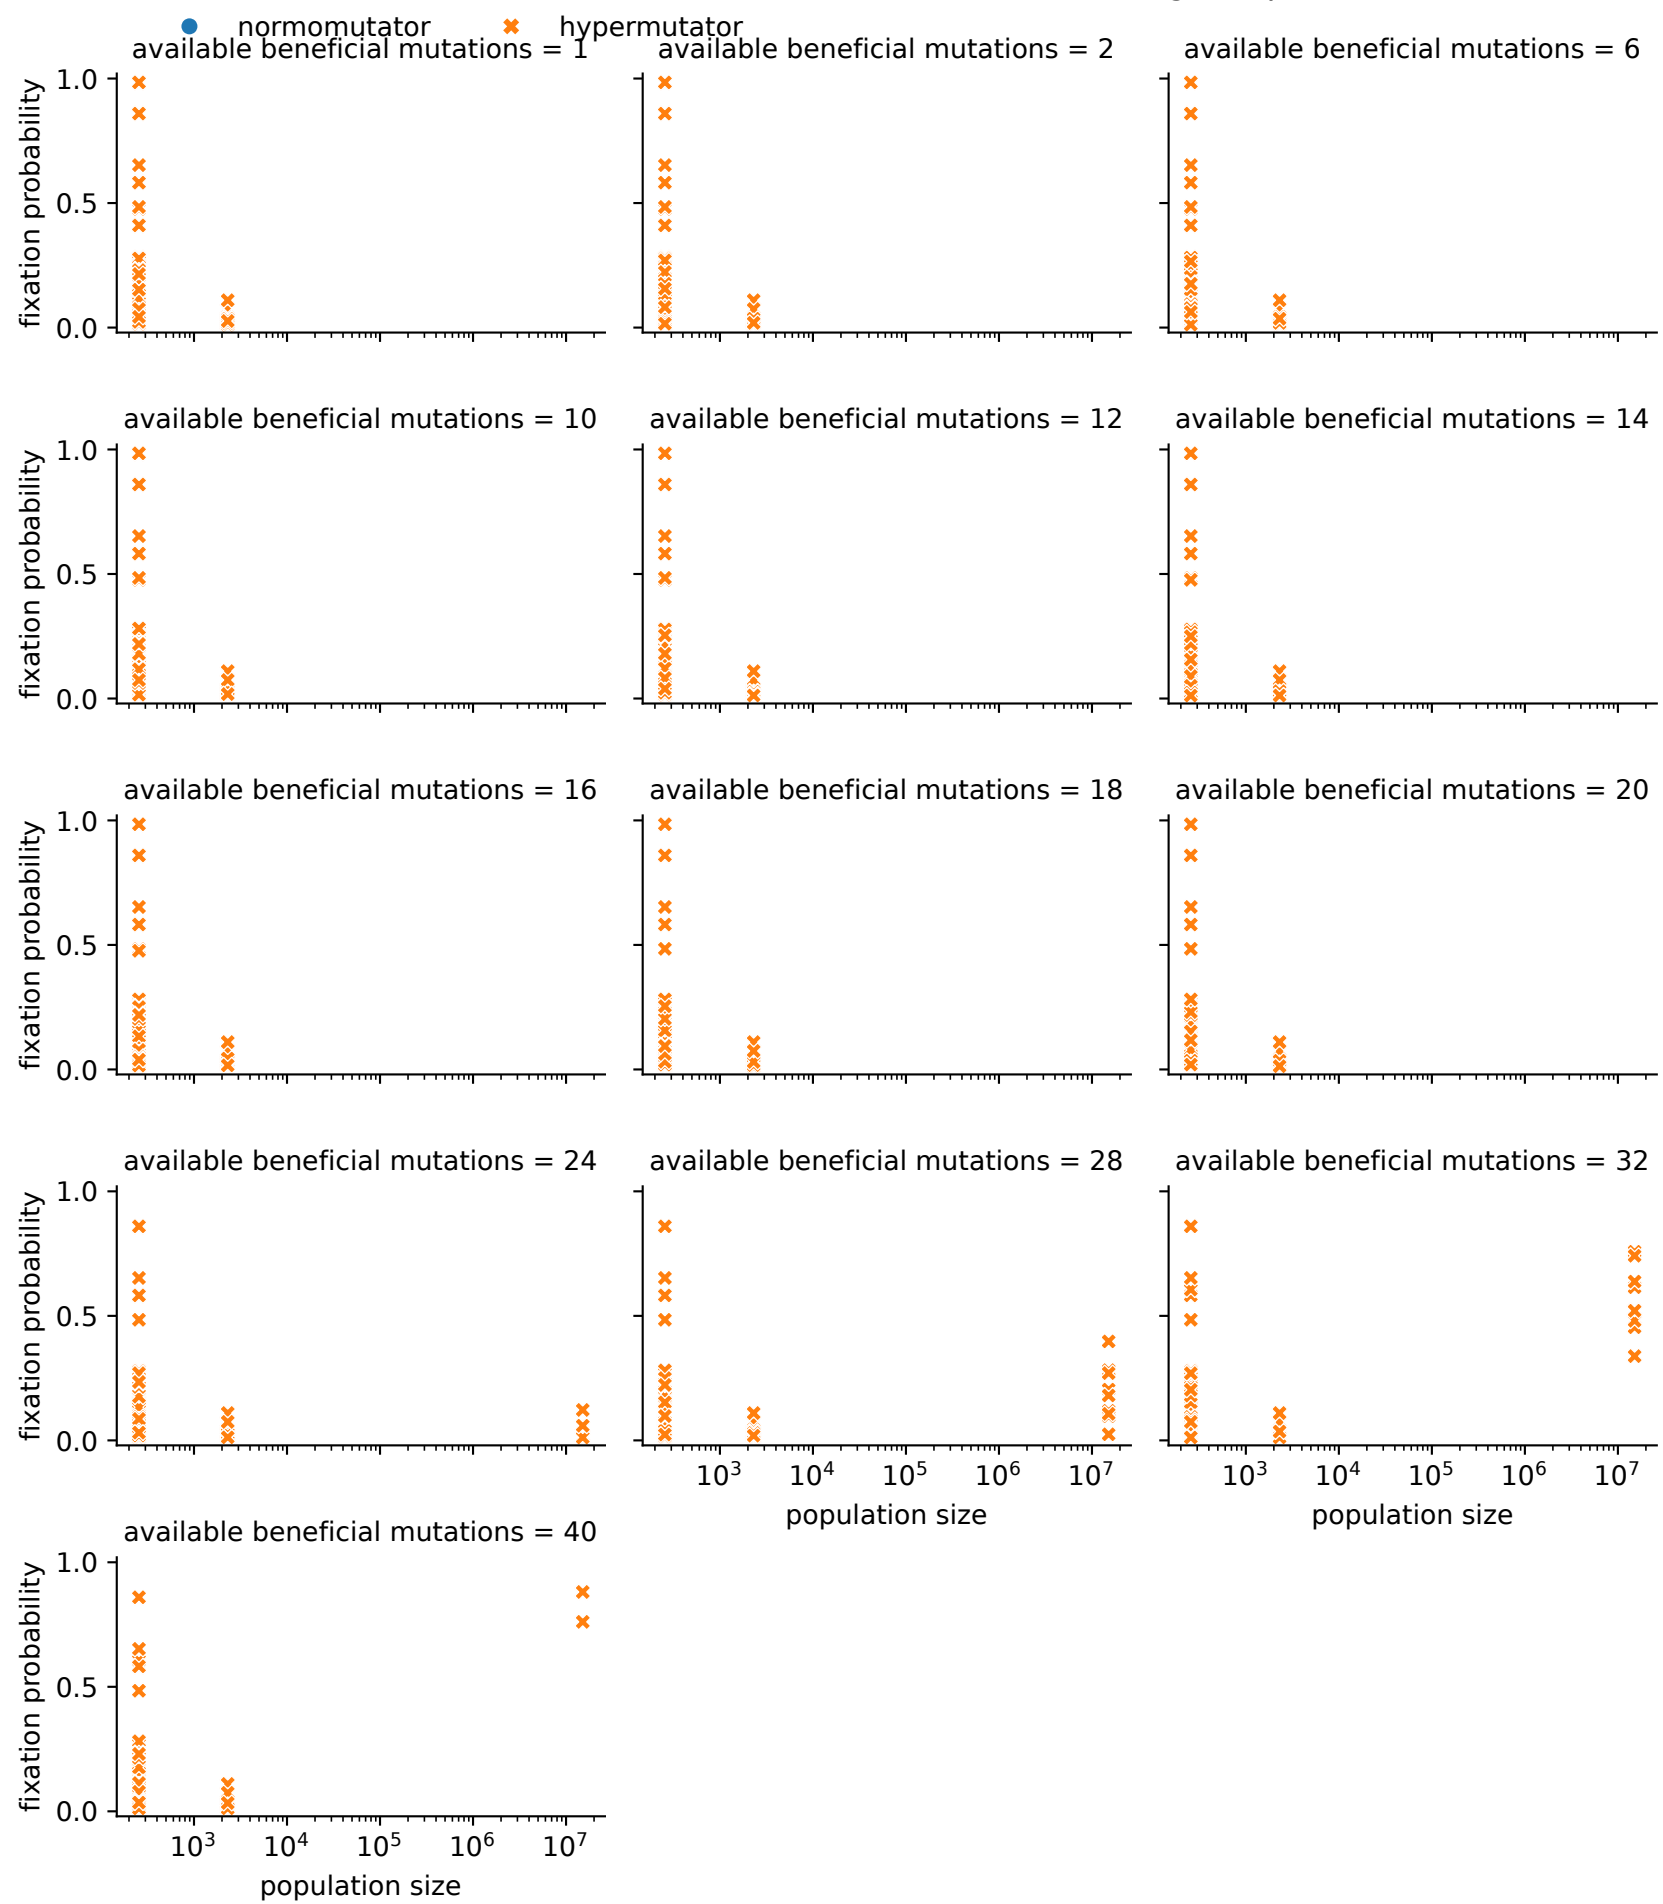 normomutator hypermutator
available beneficial mutations = 1 available beneficial mutations = 2 available beneficial mutations = 6
fixation probability
1.0
0.5
0.0
available beneficial mutations = 10 available beneficial mutations = 12 available beneficial mutations = 14
fixation probability
1.0
0.5
0.0
available beneficial mutations = 16 available beneficial mutations = 18 available beneficial mutations = 20
fixation probability
1.0
0.5
0.0
available beneficial mutations = 24 available beneficial mutations = 28 available beneficial mutations = 32
fixation probability
1.0
0.5
0.0
10³ 10⁴ 10⁵ 10⁶ 10⁷ 10³ 10⁴ 10⁵ 10⁶ 10⁷
population size population size
available beneficial mutations = 40
fixation probability
1.0
0.5
0.0
10³ 10⁴ 10⁵ 10⁶ 10⁷
population size